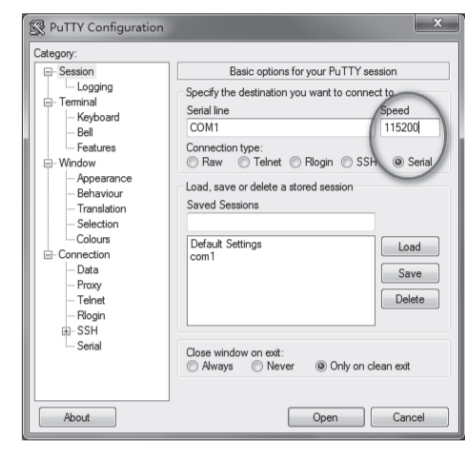 PuTTY Configuration
Category:
Session
Logging
Terminal
Keyboard
Bell
Features
Window
Appearance
Behaviour
Translation
Selection
Colours
Connection
Data
Proxy
Telnet
Rlogin
SSH
Serial
Basic options for your PuTTY session
Specify the destination you want to connect to
Serial line Speed
COM1 115200
Connection type:
Raw Telnet Rlogin SSH Serial
Load, save or delete a stored session
Saved Sessions
Default Settings
com1
Load
Save
Delete
Close window on exit:
Always Never Only on clean exit
About Open Cancel